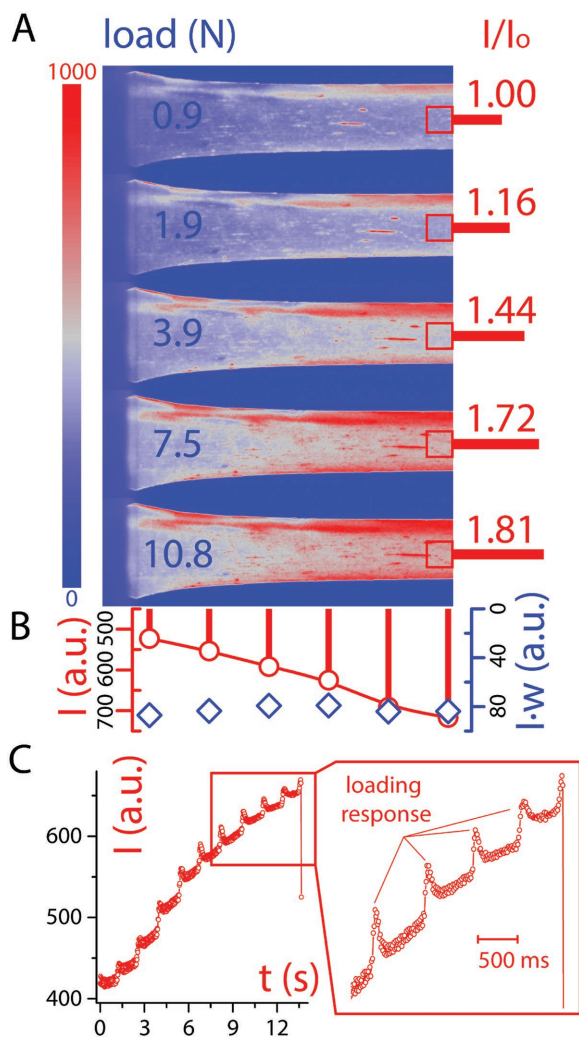 A
load (N)
I/I₀
1000
0.9
1.00
1.9
1.16
3.9
1.44
7.5
1.72
10.8
1.81
0
B
I (a.u.)
500
600
700
0
40
80
I·w (a.u.)
C
I (a.u.)
600
500
400
0
3
6
9
12
t (s)
loading
response
500 ms